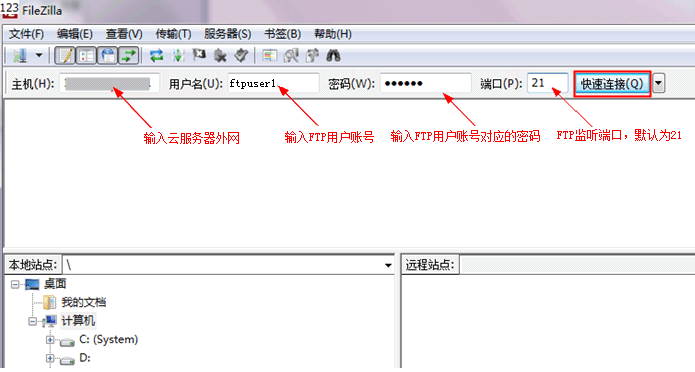 123
FileZilla
文件(F) 编辑(E) 查看(V) 传输(T) 服务器(S) 书签(B) 帮助(H)
主机(H): 用户名(U): ftpuser1 密码(W): ●●●●●● 端口(P): 21 快速连接(Q)
输入云服务器外网 输入FTP用户账号 输入FTP用户账号对应的密码 FTP监听端口，默认为21
本地站点: \ 远程站点:
桌面
我的文档
计算机
C: (System)
D: